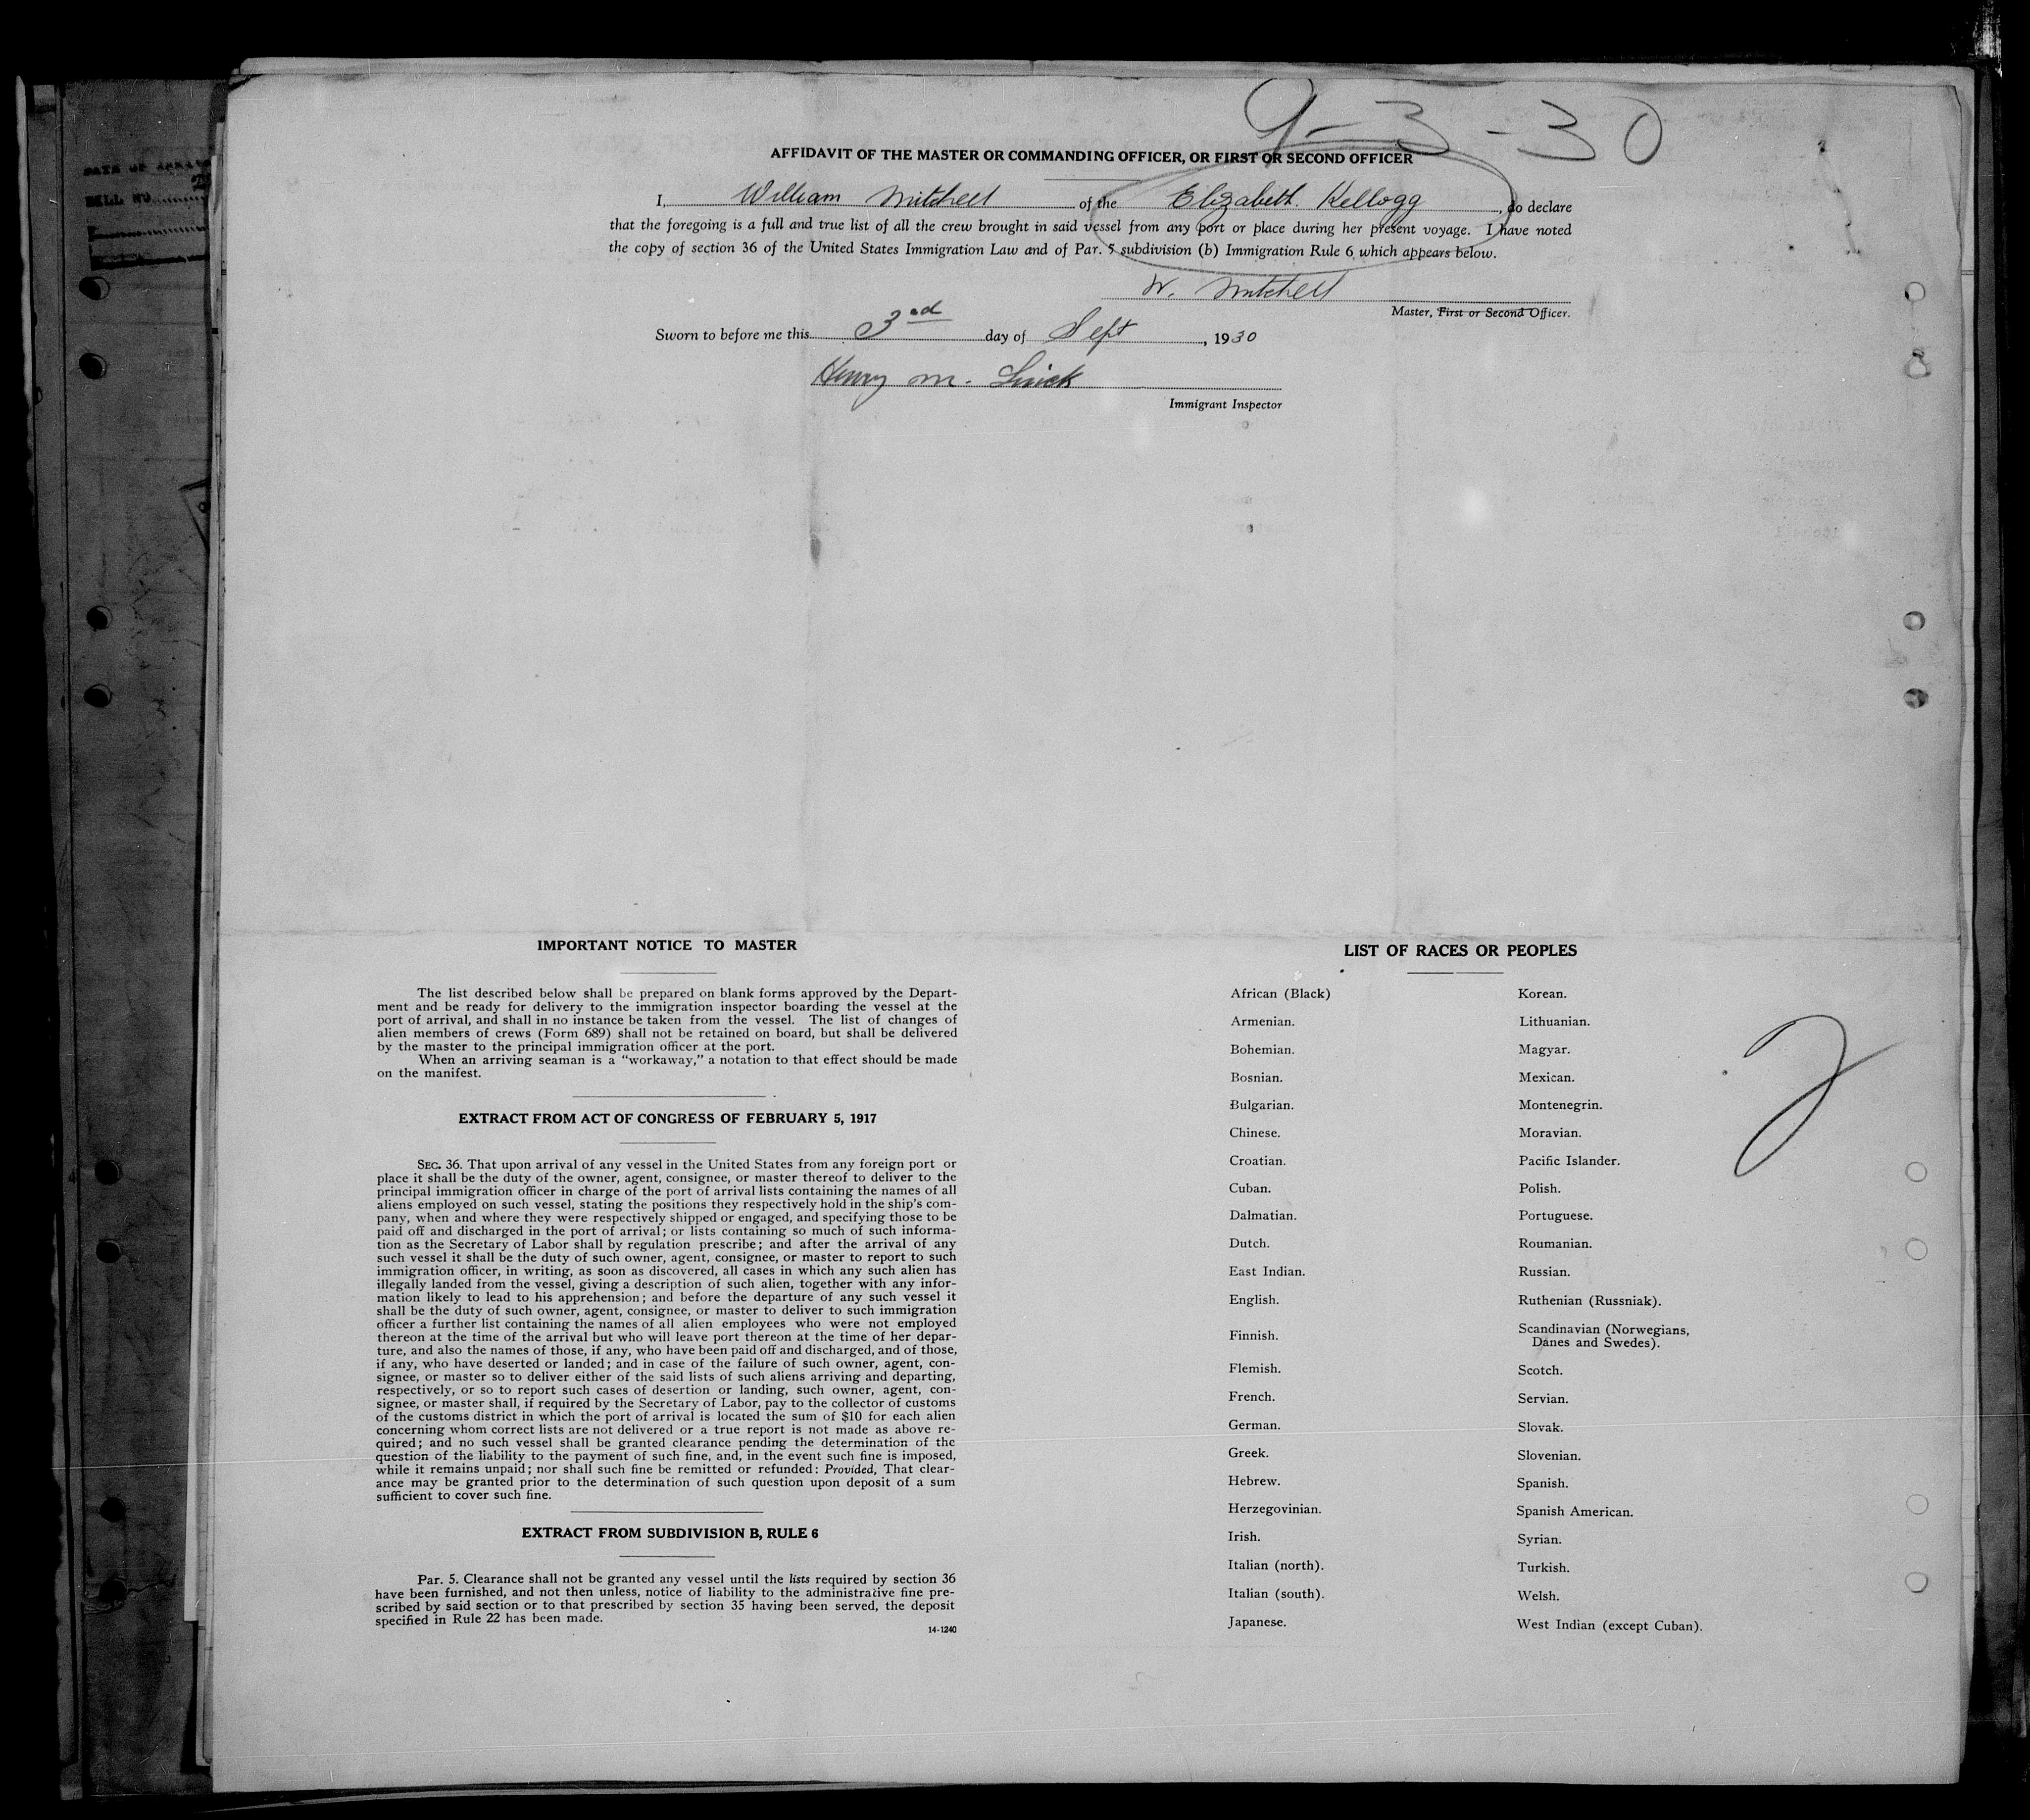 9-3-30
AFFIDAVIT OF THE MASTER OR COMMANDING OFFICER, OR FIRST OR SECOND OFFICER
I, William Mitchell of the Elizabeth Kellogg, do declare
that the foregoing is a full and true list of all the crew brought in said vessel from any port or place during her present voyage. I have noted
the copy of section 36 of the United States Immigration Law and of Par. 5 subdivision (b) Immigration Rule 6 which appears below.
W. Mitchell
Master, First or Second Officer.
Sworn to before me this 3rd day of Sept, 1930
Henry M.
Immigrant Inspector
IMPORTANT NOTICE TO MASTER
The list described below shall be prepared on blank forms approved by the Depart-
ment and be ready for delivery to the immigration inspector boarding the vessel at the
port of arrival, and shall in no instance be taken from the vessel. The list of changes of
alien members of crews (Form 689) shall not be retained on board, but shall be delivered
by the master to the principal immigration officer at the port.
When an arriving seaman is a “workaway,” a notation to that effect should be made
on the manifest.
EXTRACT FROM ACT OF CONGRESS OF FEBRUARY 5, 1917
SEC. 36. That upon arrival of any vessel in the United States from any foreign port or
place it shall be the duty of the owner, agent, consignee, or master thereof to deliver to the
principal immigration officer in charge of the port of arrival lists containing the names of all
aliens employed on such vessel, stating the positions they respectively hold in the ship's com-
pany, when and where they were respectively shipped or engaged, and specifying those to be
paid off and discharged in the port of arrival; or lists containing so much of such informa-
tion as the Secretary of Labor shall by regulation prescribe; and after the arrival of any
such vessel it shall be the duty of such owner, agent, consignee, or master to report to such
immigration officer, in writing, as soon as discovered, all cases in which any such alien has
illegally landed from the vessel, giving a description of such alien, together with any infor-
mation likely to lead to his apprehension; and before the departure of any such vessel it
shall be the duty of such owner, agent, consignee, or master to deliver to such immigration
officer a further list containing the names of all alien employees who were not employed
thereon at the time of the arrival but who will leave port thereon at the time of her depar-
ture, and also the names of those, if any, who have been paid off and discharged, and of those,
if any, who have deserted or landed; and in case of the failure of such owner, agent, con-
signee, or master so to deliver either of the said lists of such aliens arriving and departing,
respectively, or so to report such cases of desertion or landing, such owner, agent, con-
signee, or master shall, if required by the Secretary of Labor, pay to the collector of customs
of the customs district in which the port of arrival is located the sum of $10 for each alien
concerning whom correct lists are not delivered or a true report is not made as above re-
quired; and no such vessel shall be granted clearance pending the determination of the
question of the liability to the payment of such fine, and, in the event such fine is imposed,
while it remains unpaid; nor shall such fine be remitted or refunded: Provided, That clear-
ance may be granted prior to the determination of such question upon deposit of a sum
sufficient to cover such fine.
EXTRACT FROM SUBDIVISION B, RULE 6
Par. 5. Clearance shall not be granted any vessel until the lists required by section 36
have been furnished, and not then unless, notice of liability to the administrative fine pre-
scribed by said section or to that prescribed by section 35 having been served, the deposit
specified in Rule 22 has been made.
14-1240
LIST OF RACES OR PEOPLES
African (Black)
Armenian.
Bohemian.
Bosnian.
Bulgarian.
Chinese.
Croatian.
Cuban.
Dalmatian.
Dutch.
East Indian.
English.
Finnish.
Flemish.
French.
German.
Greek.
Hebrew.
Herzegovinian.
Irish.
Italian (north).
Italian (south).
Japanese.
Korean.
Lithuanian.
Magyar.
Mexican.
Montenegrin.
Moravian.
Pacific Islander.
Polish.
Portuguese.
Roumanian.
Russian.
Ruthenian (Russniak).
Scandinavian (Norwegians,
Danes and Swedes).
Scotch.
Servian.
Slovak.
Slovenian.
Spanish.
Spanish American.
Syrian.
Turkish.
Welsh.
West Indian (except Cuban).
2